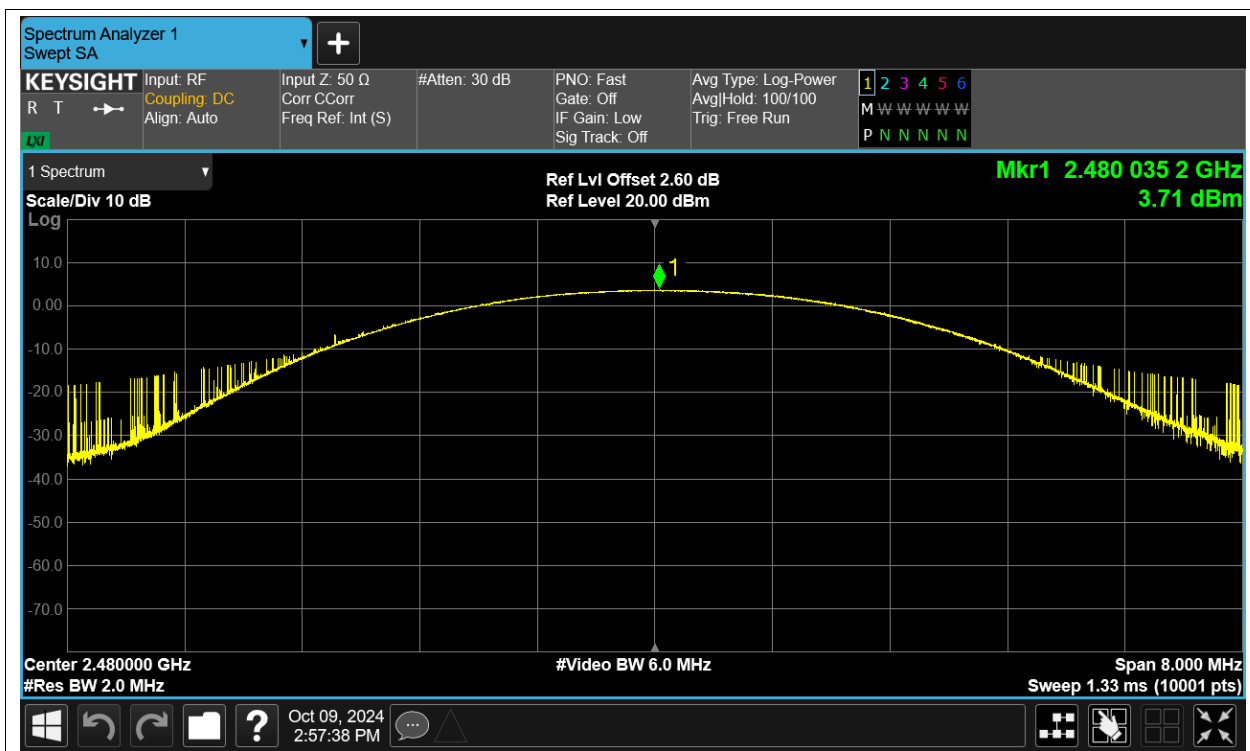 Spectrum Analyzer 1
Swept SA
KEYSIGHT
R T
LXI
Input: RF
Coupling: DC
Align: Auto
Input Z: 50 Ω
Corr CCorr
Freq Ref: Int (S)
#Atten: 30 dB
PNO: Fast
Gate: Off
IF Gain: Low
Sig Track: Off
Avg Type: Log-Power
Avg|Hold: 100/100
Trig: Free Run
1 2 3 4 5 6
M W W W W W W
P N N N N N
1 Spectrum
Scale/Div 10 dB
Log
Ref Lvl Offset 2.60 dB
Ref Level 20.00 dBm
Mkr1 2.480 035 2 GHz
3.71 dBm
1
10.0
0.00
-10.0
-20.0
-30.0
-40.0
-50.0
-60.0
-70.0
Center 2.480000 GHz
#Res BW 2.0 MHz
#Video BW 6.0 MHz
Span 8.000 MHz
Sweep 1.33 ms (10001 pts)
?
Oct 09, 2024
2:57:38 PM